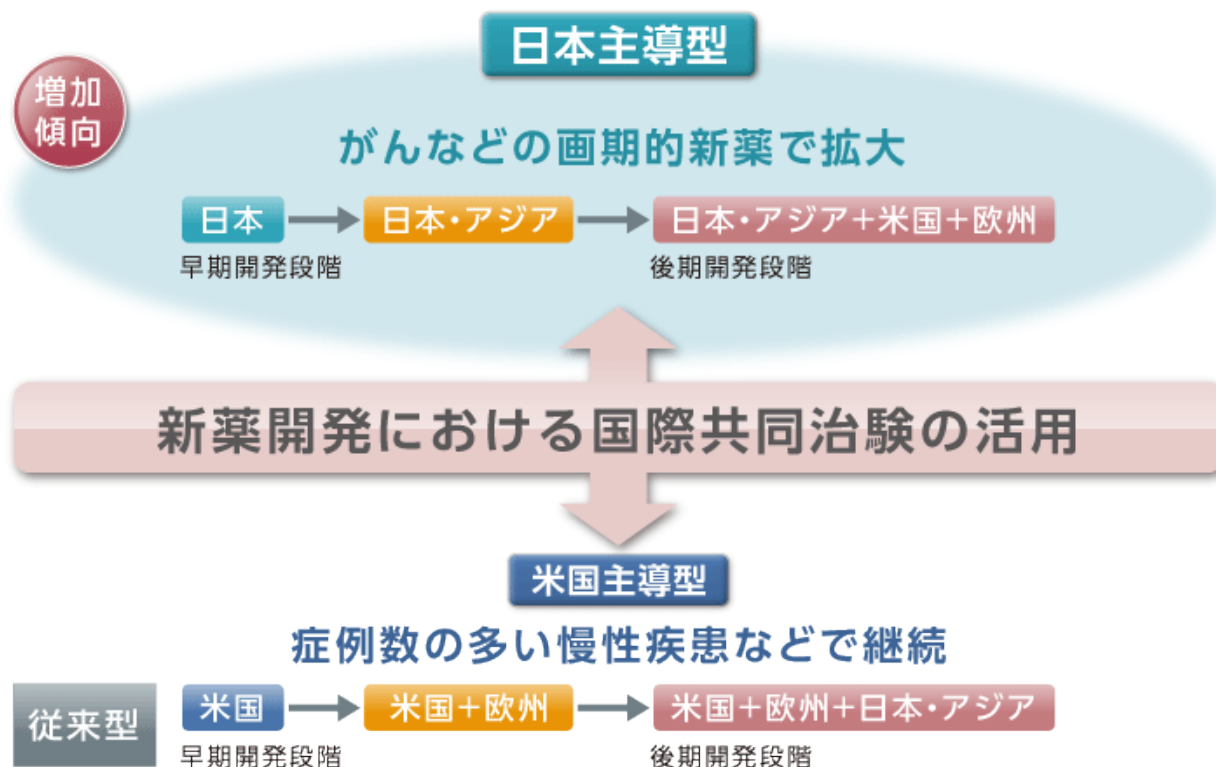 日本主導型
増加
傾向
がんなどの画期的新薬で拡大
日本 日本・アジア 日本・アジア＋米国＋欧州
早期開発段階 後期開発段階
新薬開発における国際共同治験の活用
米国主導型
症例数の多い慢性疾患などで継続
従来型 米国 米国＋欧州 米国＋欧州＋日本・アジア
早期開発段階 後期開発段階